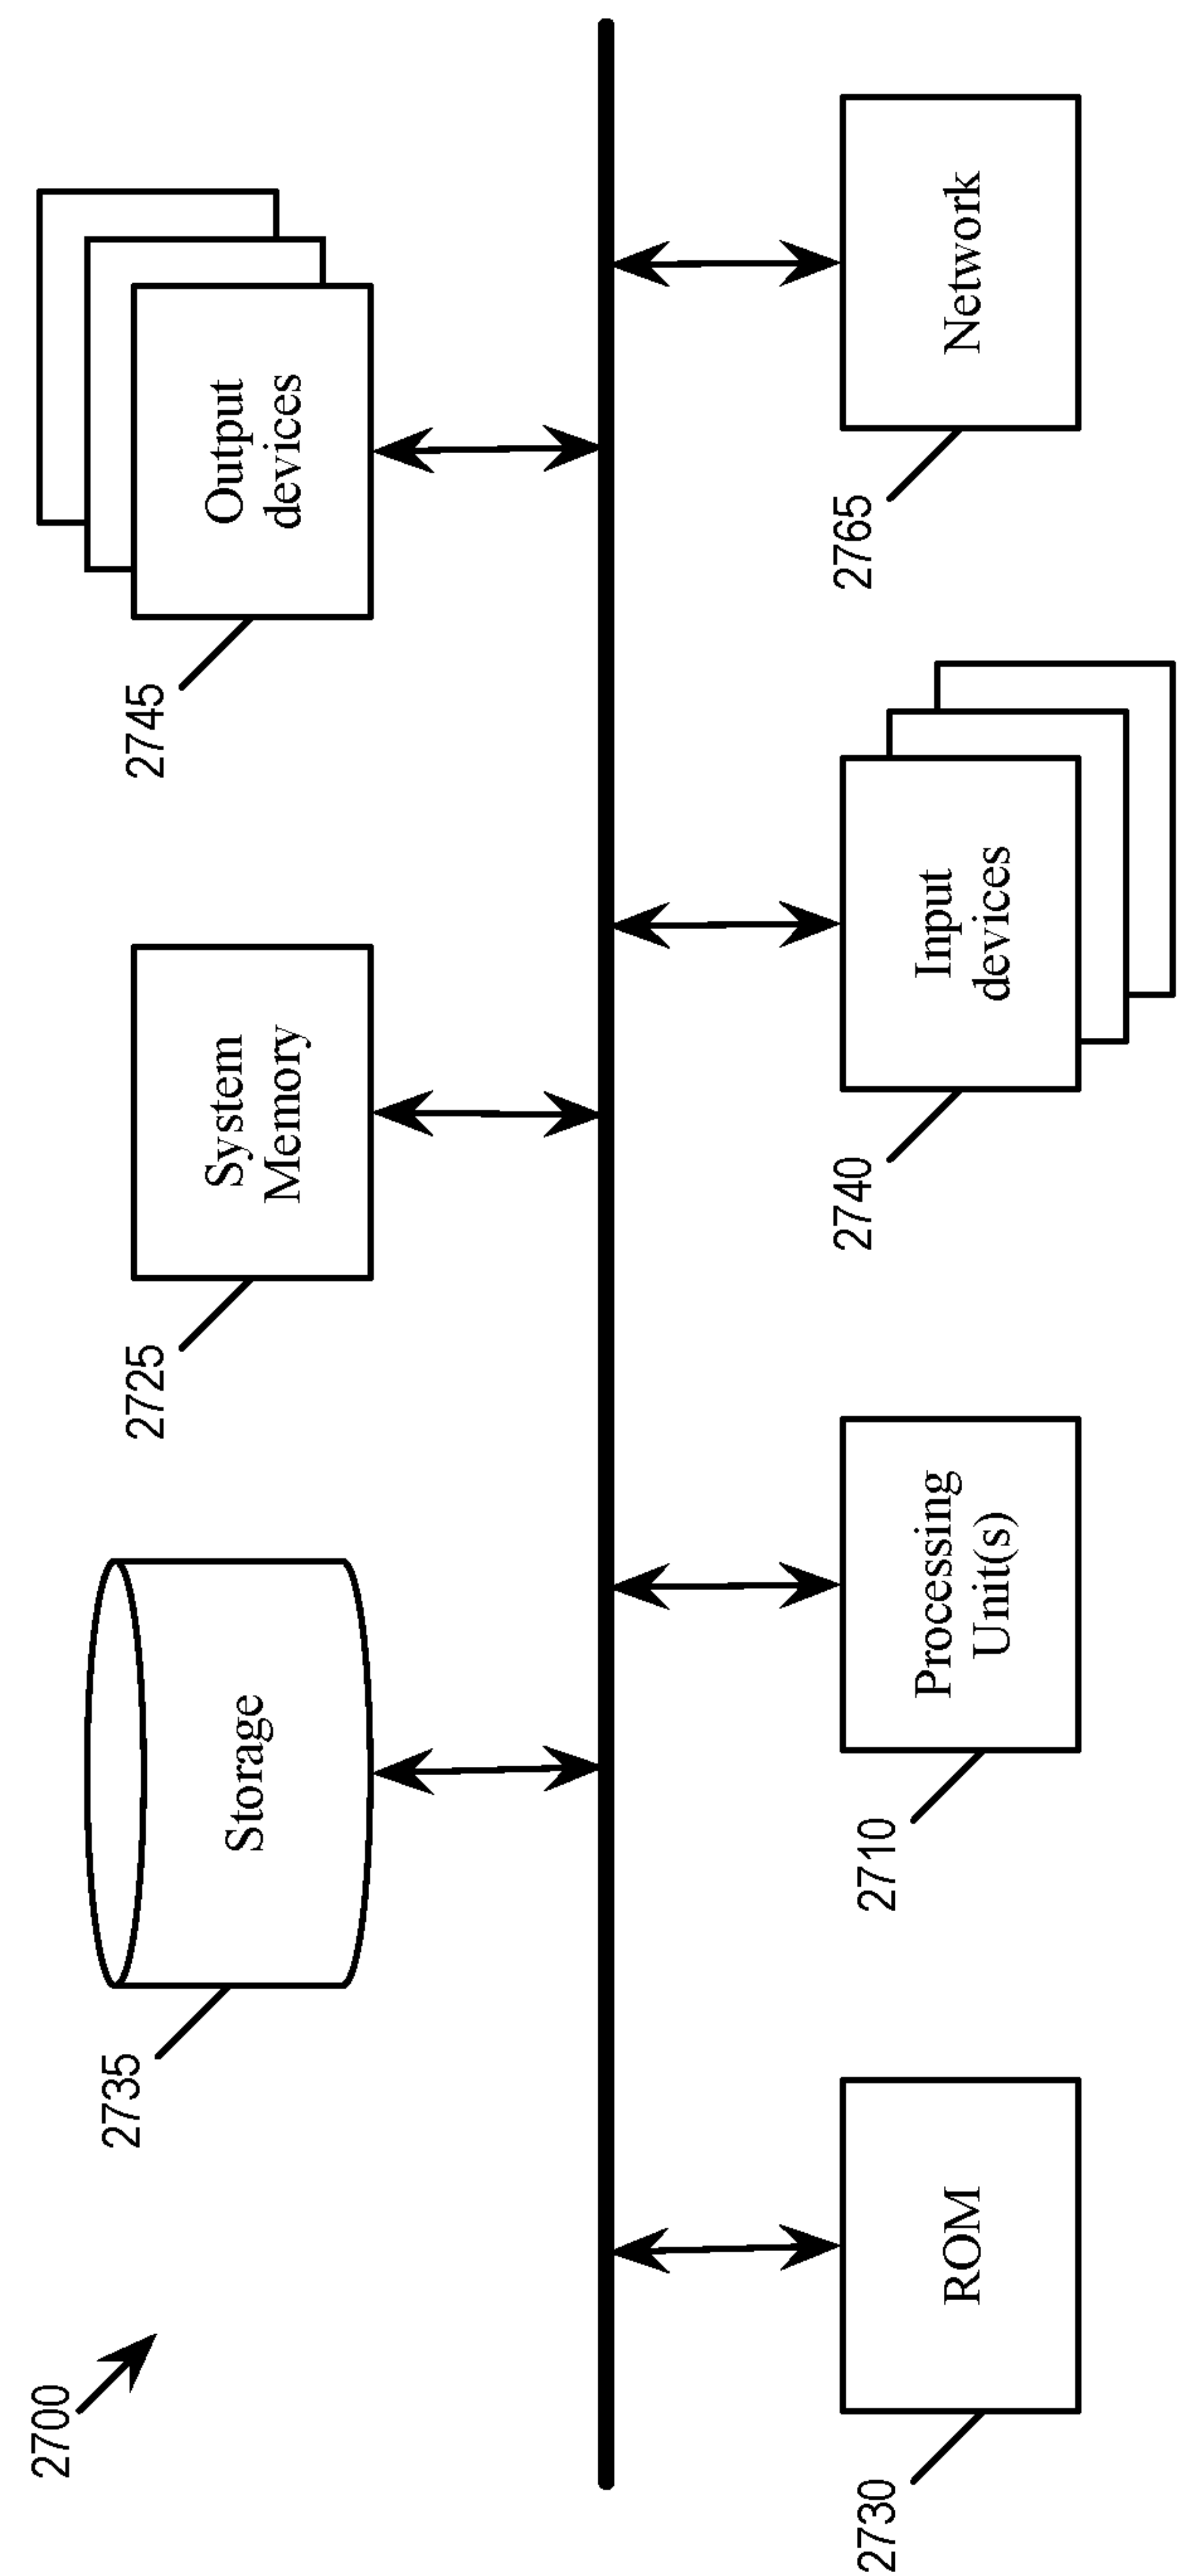 2700
2735
Storage
2725
System
Memory
2745
Output
devices
2730
ROM
2710
Processing
Unit(s)
2740
Input
devices
2765
Network